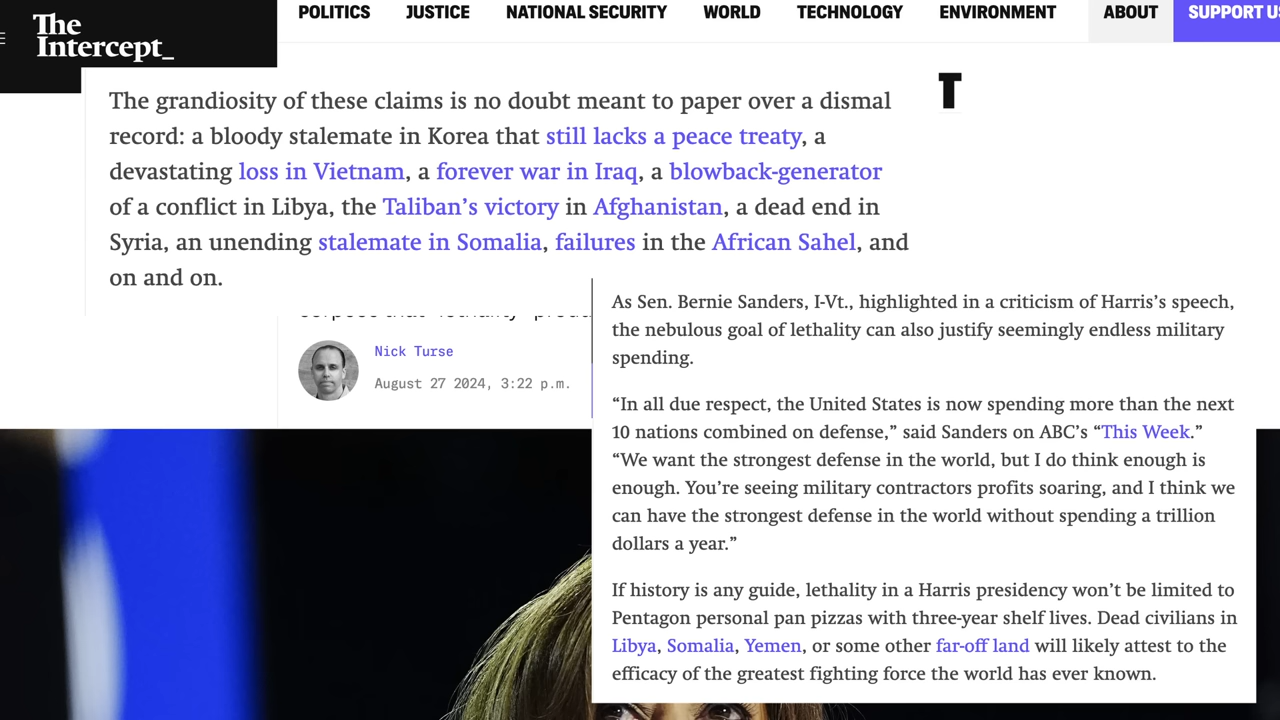 The
Intercept_
POLITICS JUSTICE NATIONAL SECURITY WORLD TECHNOLOGY ENVIRONMENT ABOUT SUPPORT
T
The grandiosity of these claims is no doubt meant to paper over a dismal
record: a bloody stalemate in Korea that still lacks a peace treaty, a
devastating loss in Vietnam, a forever war in Iraq, a blowback-generator
of a conflict in Libya, the Taliban’s victory in Afghanistan, a dead end in
Syria, an unending stalemate in Somalia, failures in the African Sahel, and
on and on.
Nick Turse
August 27 2024, 3:22 p.m.
As Sen. Bernie Sanders, I-Vt., highlighted in a criticism of Harris’s speech,
the nebulous goal of lethality can also justify seemingly endless military
spending.
“In all due respect, the United States is now spending more than the next
10 nations combined on defense,” said Sanders on ABC’s “This Week.”
“We want the strongest defense in the world, but I do think enough is
enough. You’re seeing military contractors profits soaring, and I think we
can have the strongest defense in the world without spending a trillion
dollars a year.”
If history is any guide, lethality in a Harris presidency won’t be limited to
Pentagon personal pan pizzas with three-year shelf lives. Dead civilians in
Libya, Somalia, Yemen, or some other far-off land will likely attest to the
efficacy of the greatest fighting force the world has ever known.